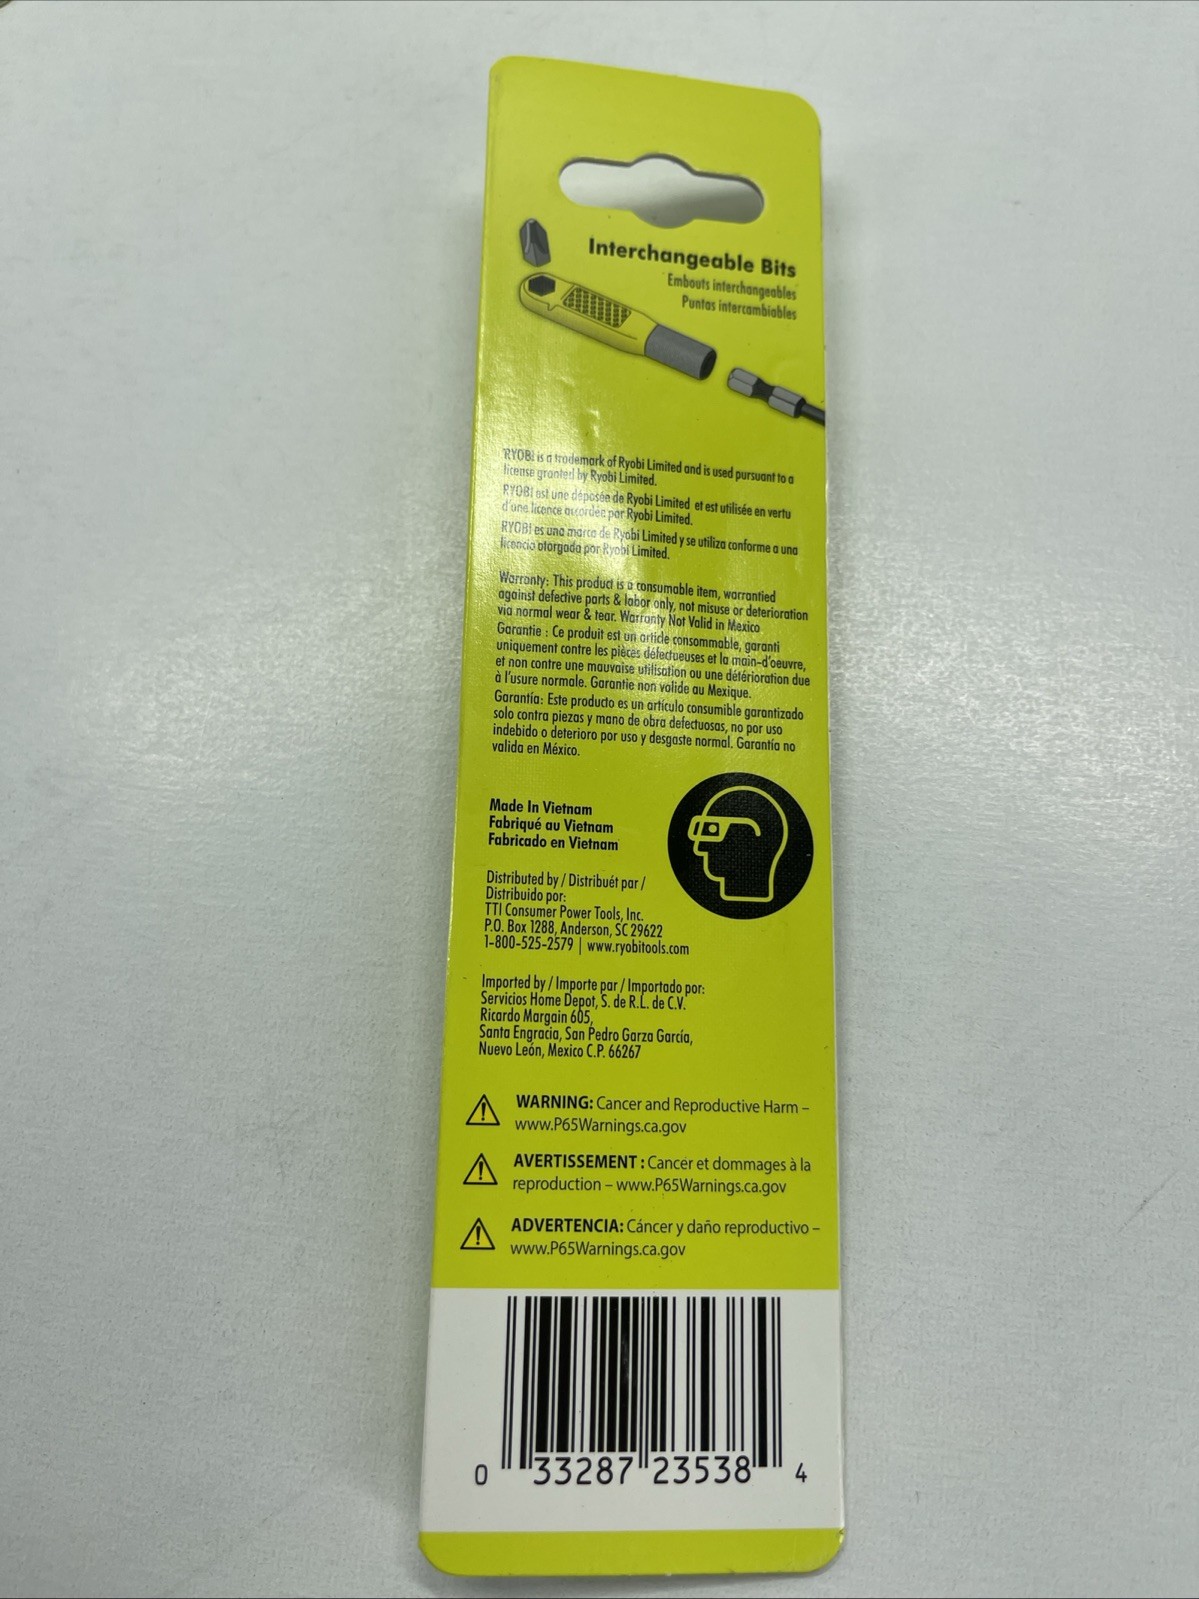 Interchangeable Bits
Embouts interchangeables
Puntas intercambiables
RYOBI is a trademark of Ryobi Limited and is used pursuant to a
license granted by Ryobi Limited.
RYOBI est une déposée de Ryobi Limited et est utilisée en vertu
d'une licence accordée par Ryobi Limited.
RYOBI es una marca de Ryobi Limited y se utiliza conforme a una
licencia otorgada por Ryobi Limited.
Warranty: This product is a consumable item, warrantied
against defective parts & labor only, not misuse or deterioration
via normal wear & tear. Warranty Not Valid in Mexico
Garantie : Ce produit est un article consommable, garanti
uniquement contre les pièces défectueuses et la main-d'oeuvre,
et non contre une mauvaise utilisation ou une détérioration due
à l'usure normale. Garantie non valide au Mexique.
Garantía: Este producto es un artículo consumible garantizado
solo contra piezas y mano de obra defectuosas, no por uso
indebido o deterioro por uso y desgaste normal. Garantía no
valida en México.
Made In Vietnam
Fabriqué au Vietnam
Fabricado en Vietnam
Distributed by / Distribuét par /
Distribuido por:
TTI Consumer Power Tools, Inc.
P.O. Box 1288, Anderson, SC 29622
1-800-525-2579 | www.ryobitools.com
Imported by / Importe par / Importado por:
Servicios Home Depot, S. de R.L. de C.V.
Ricardo Margain 605,
Santa Engracia, San Pedro Garza García,
Nuevo León, Mexico C.P. 66267
WARNING: Cancer and Reproductive Harm –
www.P65Warnings.ca.gov
AVERTISSEMENT : Cancer et dommages à la
reproduction – www.P65Warnings.ca.gov
ADVERTENCIA: Cáncer y daño reproductivo –
www.P65Warnings.ca.gov
0 33287 23538 4